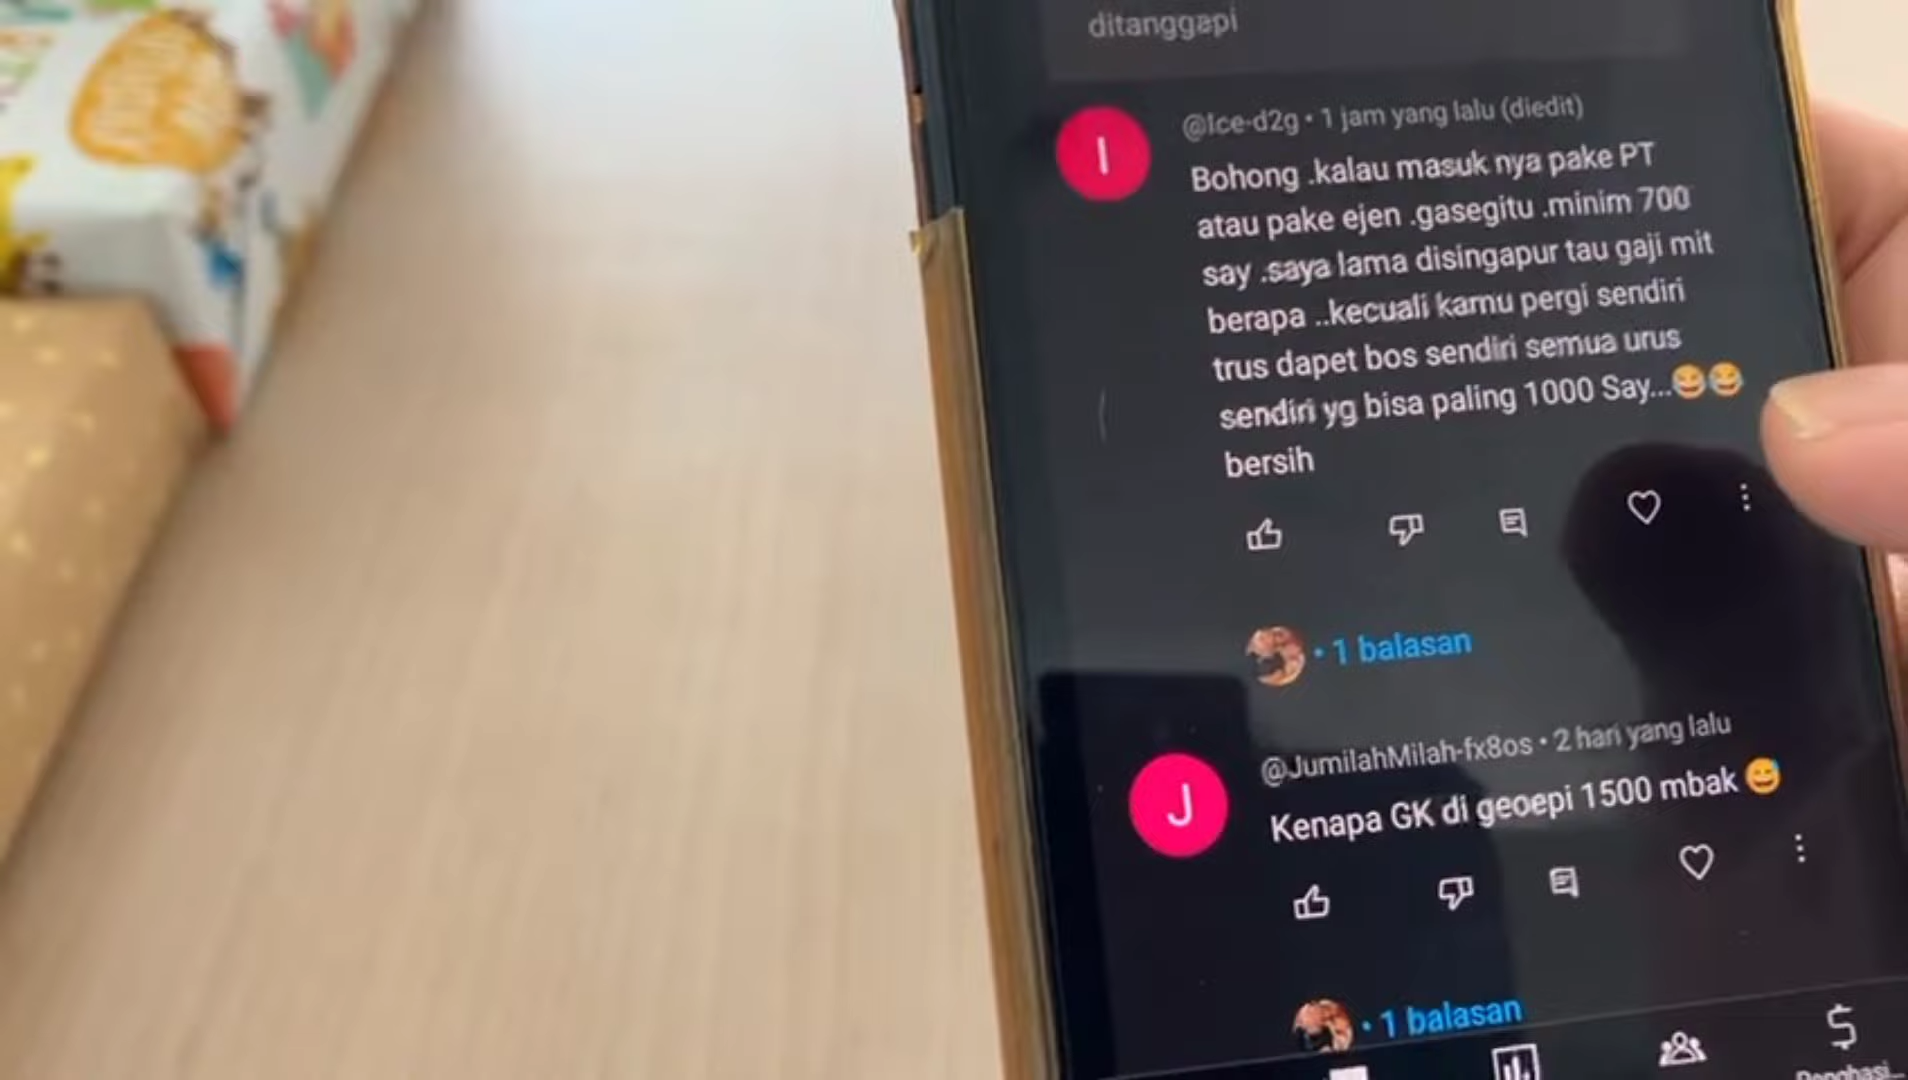 ditanggapi
@Ice-d2g • 1 jam yang lalu (diedit)
I
Bohong .kalau masuk nya pake PT
atau pake ejen .gasegitu .minim 700
say .saya lama disingapur tau gaji mit
berapa ..kecuali kamu pergi sendiri
trus dapet bos sendiri semua urus
sendiri yg bisa paling 1000 Say...😂😂
bersih
• 1 balasan
@JumilahMilah-fx8os • 2 hari yang lalu
J
Kenapa GK di geoepi 1500 mbak 😅
• 1 balasan